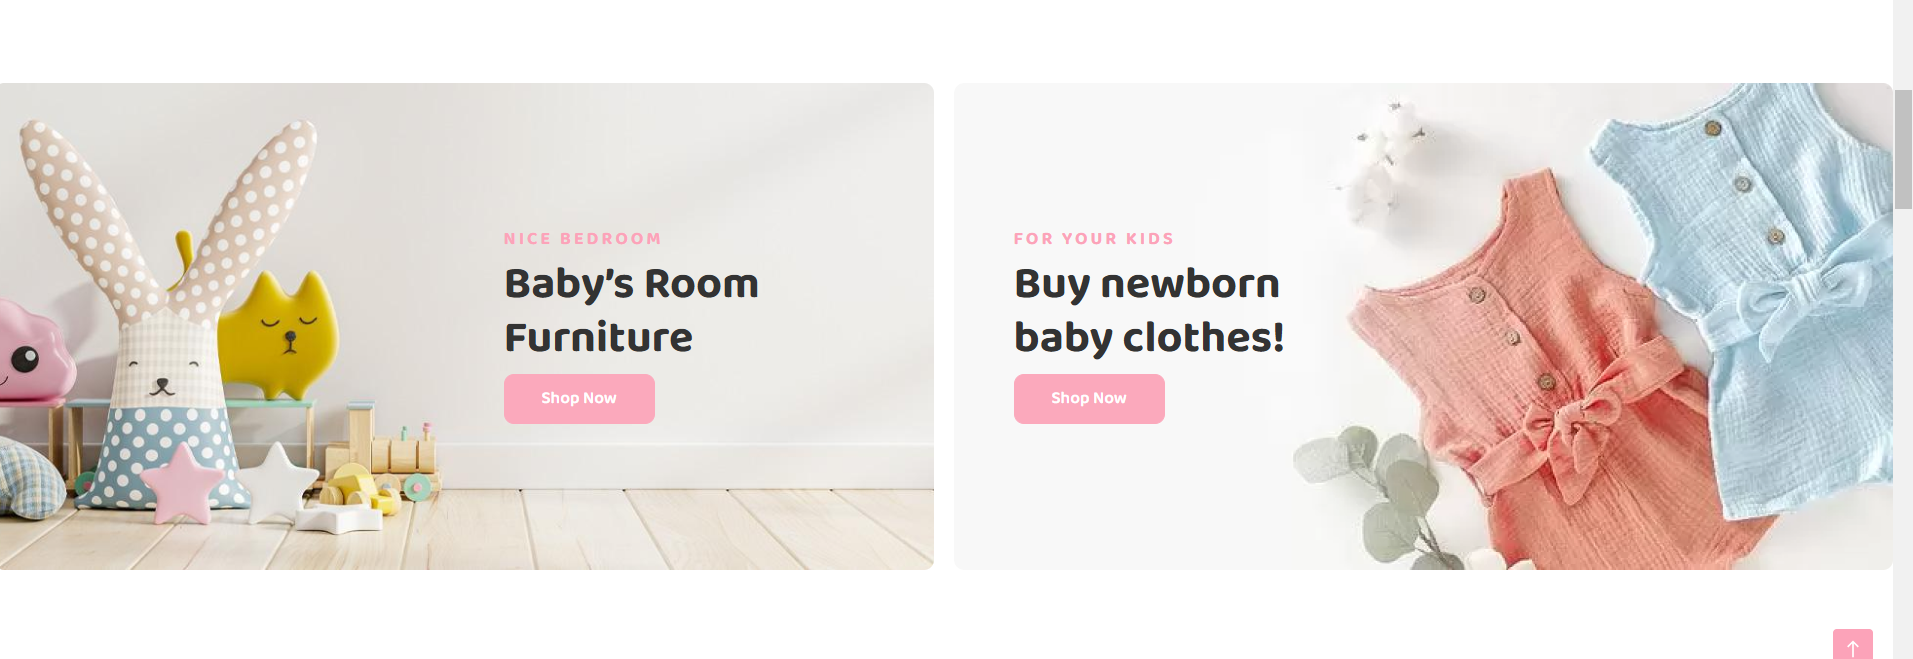 NICE BEDROOM
Baby's Room
Furniture
Shop Now
FOR YOUR KIDS
Buy newborn
baby clothes!
Shop Now